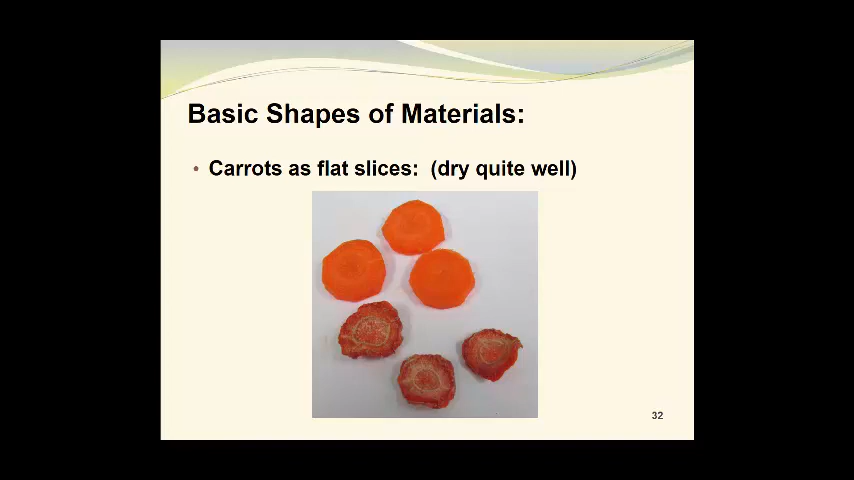 Basic Shapes of Materials:
• Carrots as flat slices:  (dry quite well)
32